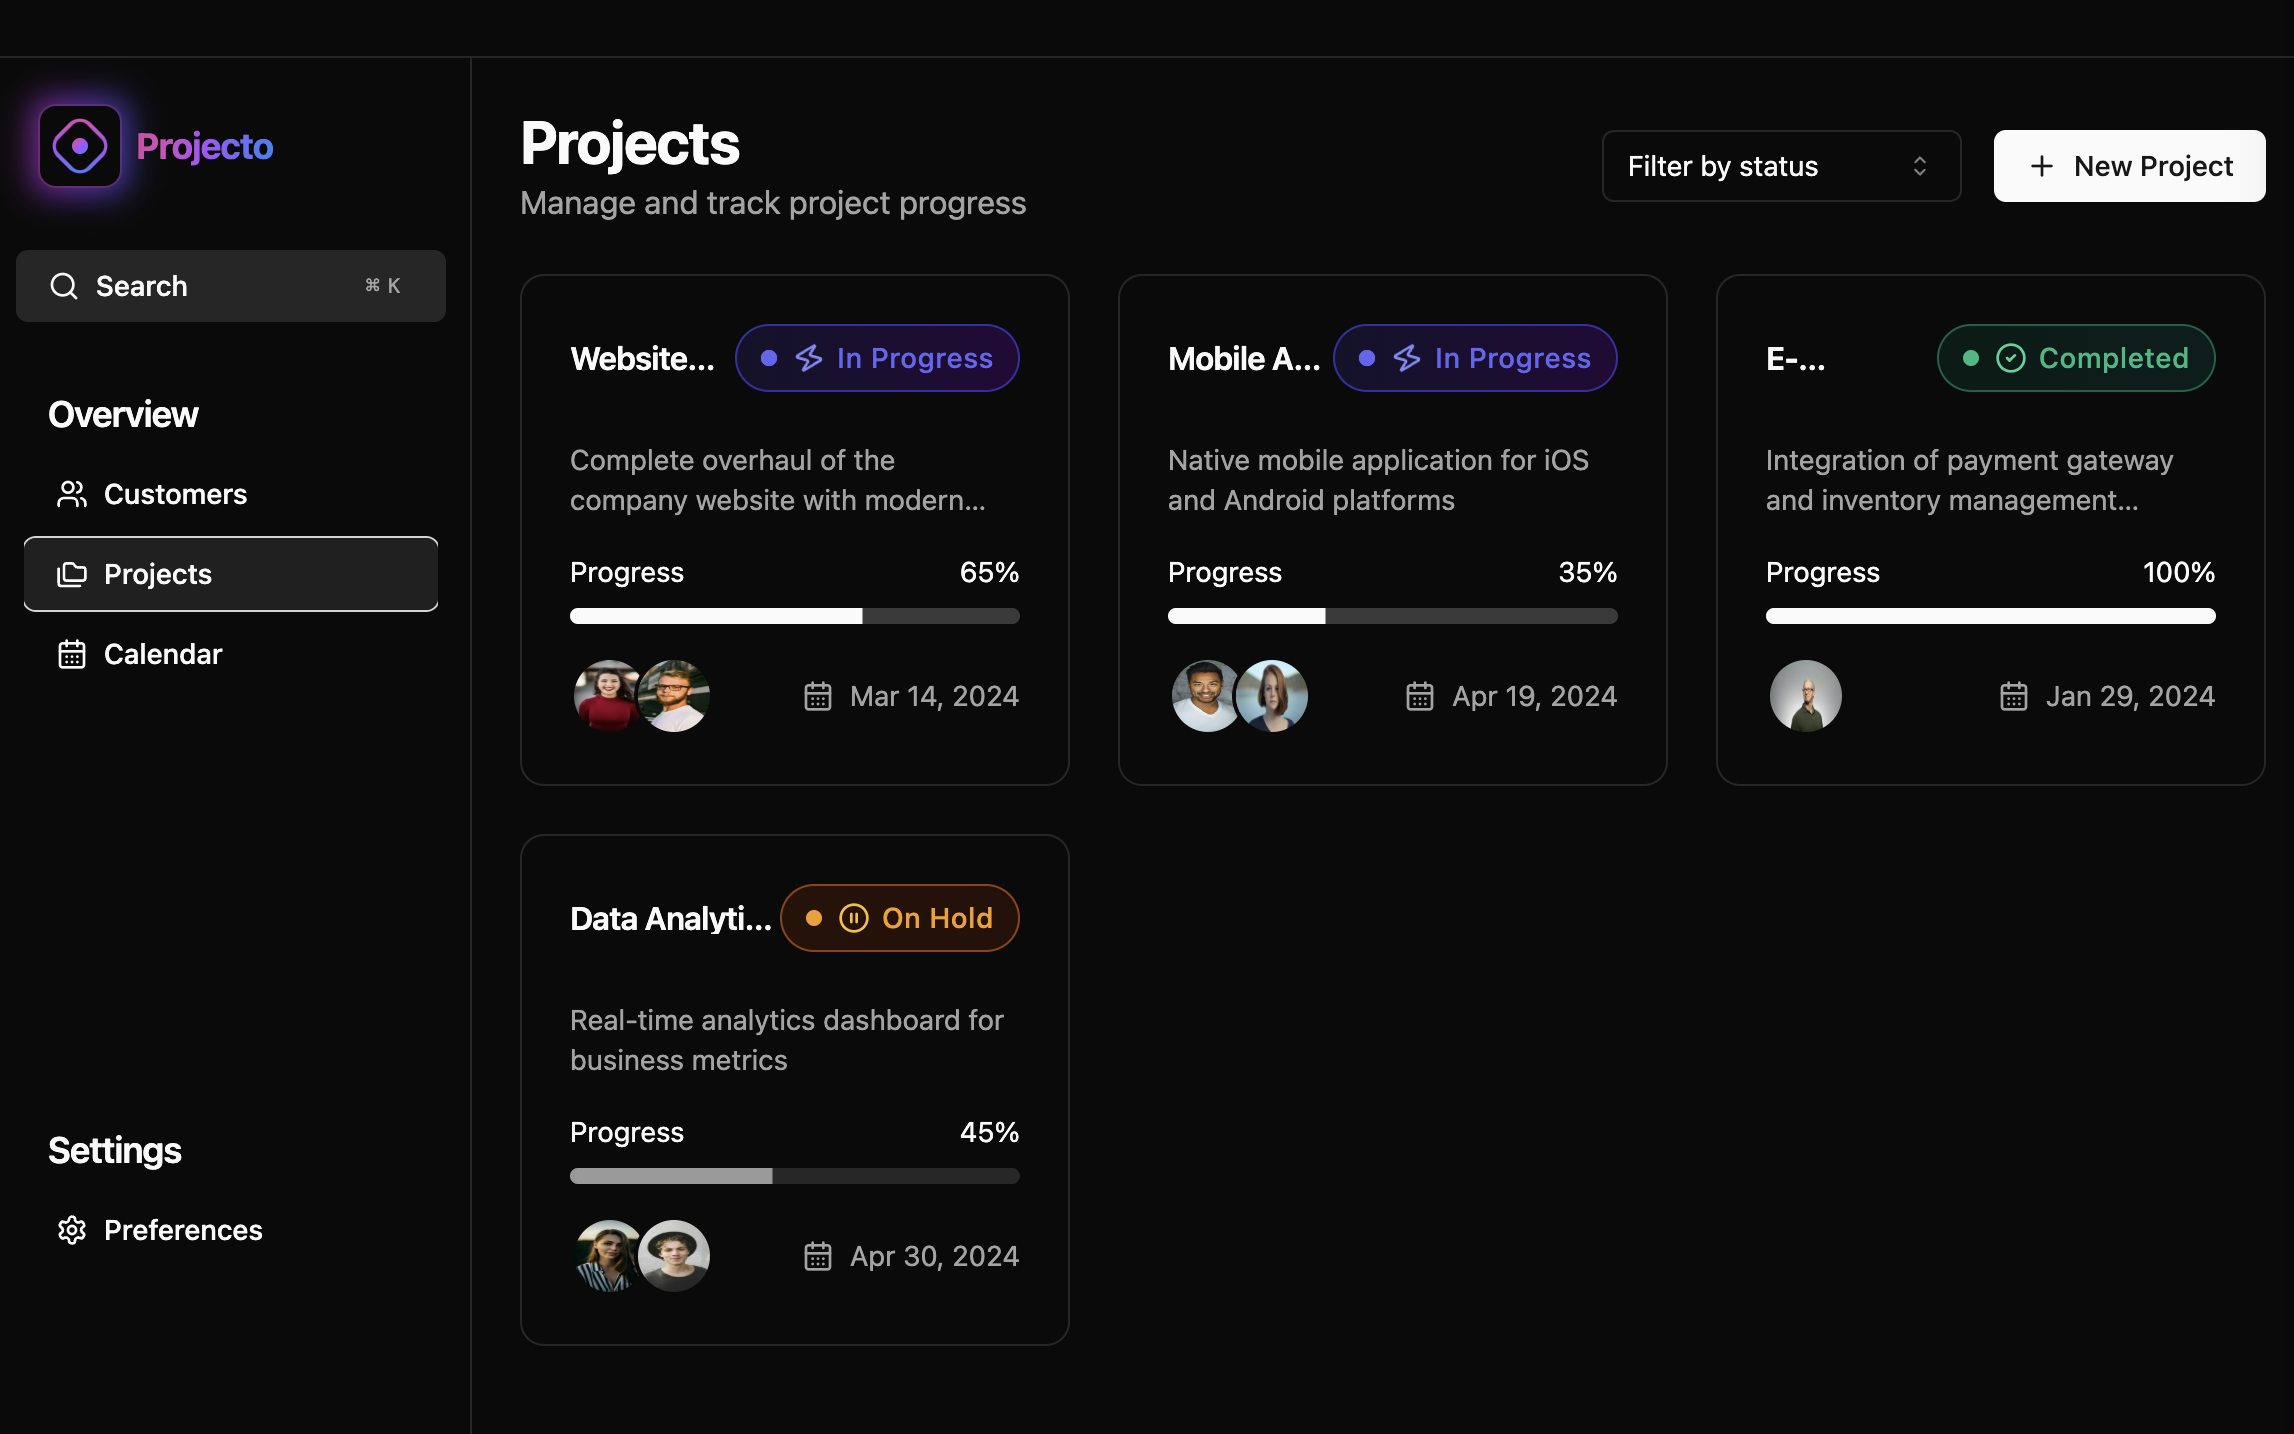 Projecto
Search ⌘ K
Overview
Customers
Projects
Calendar
Settings
Preferences
Projects
Manage and track project progress
Filter by status
New Project
Website...
In Progress
Complete overhaul of the
company website with modern...
Progress 65%
Mar 14, 2024
Mobile A...
In Progress
Native mobile application for iOS
and Android platforms
Progress 35%
Apr 19, 2024
E-...
Completed
Integration of payment gateway
and inventory management...
Progress 100%
Jan 29, 2024
Data Analyti...
On Hold
Real-time analytics dashboard for
business metrics
Progress 45%
Apr 30, 2024